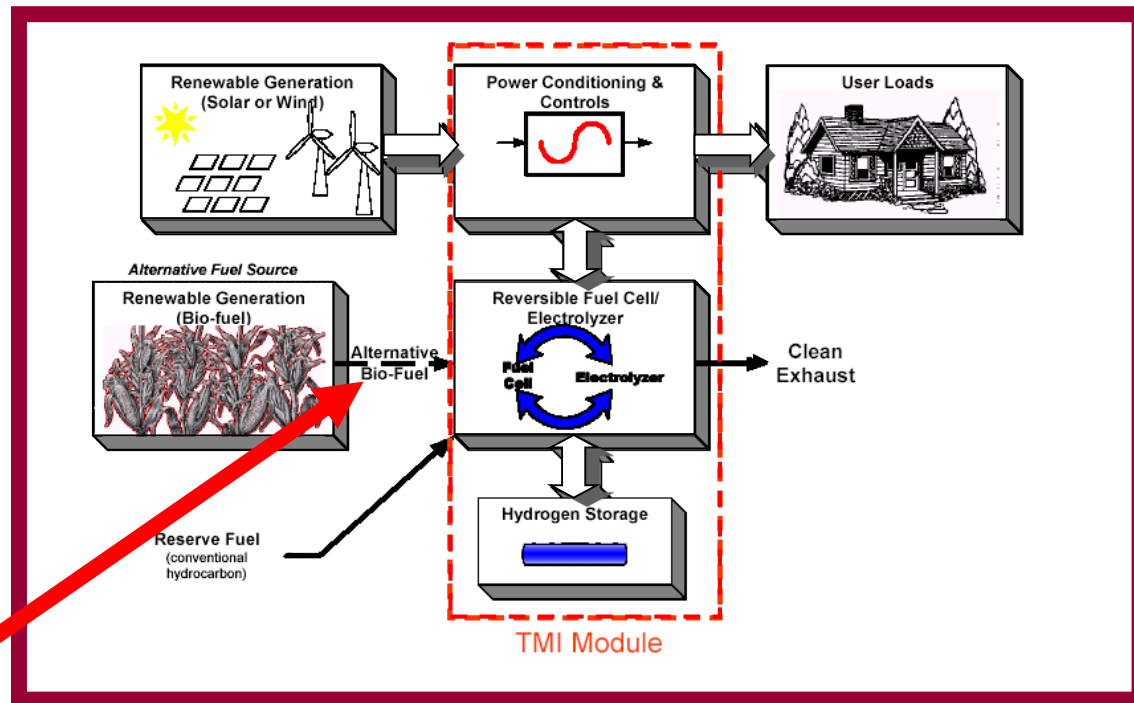 Renewable Generation
(Solar or Wind)
Power Conditioning &
Controls
User Loads
Alternative Fuel Source
Renewable Generation
(Bio-fuel)
Alternative
Bio-Fuel
Reversible Fuel Cell/
Electrolyzer
Fuel
Cell
Electrolyzer
Clean
Exhaust
Reserve Fuel
(conventional
hydrocarbon)
Hydrogen Storage
TMI Module